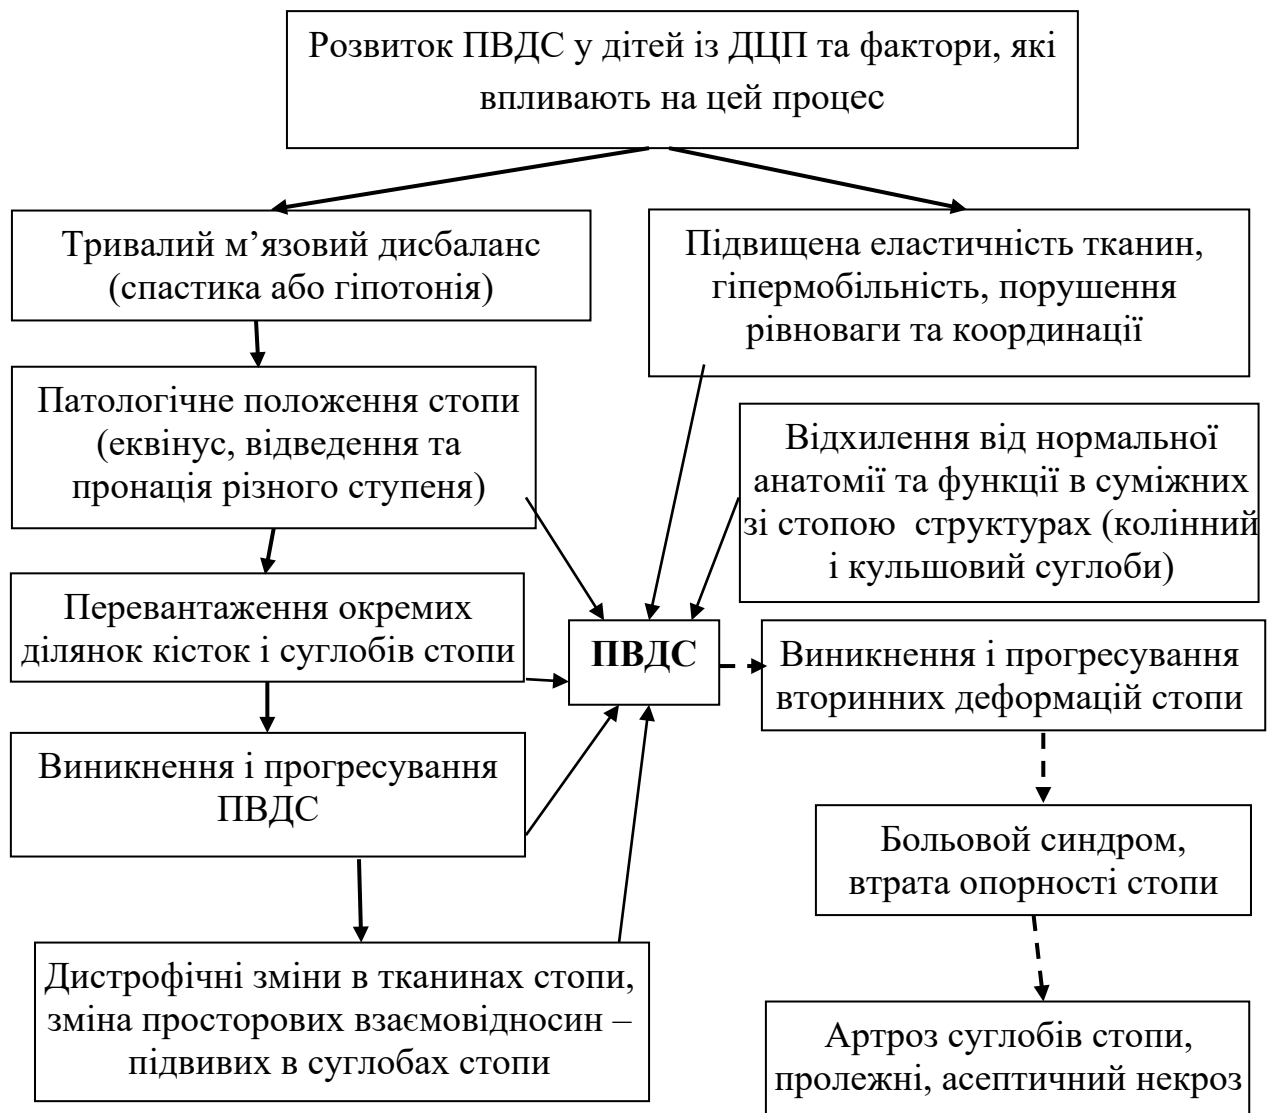 Розвиток ПВДС у дітей із ДЦП та фактори, які
впливають на цей процес
Тривалий м’язовий дисбаланс
(спастика або гіпотонія)
Підвищена еластичність тканин,
гіпермобільність, порушення
рівноваги та координації
Патологічне положення стопи
(еквінус, відведення та
пронація різного ступеня)
Відхилення від нормальної
анатомії та функції в суміжних
зі стопою структурах (колінний
і кульшовий суглоби)
Перевантаження окремих
ділянок кісток і суглобів стопи
ПВДС
Виникнення і прогресування
вторинних деформацій стопи
Виникнення і прогресування
ПВДС
Больовой синдром,
втрата опорності стопи
Дистрофічні зміни в тканинах стопи,
зміна просторових взаємовідносин –
підвивих в суглобах стопи
Артроз суглобів стопи,
пролежні, асептичний некроз